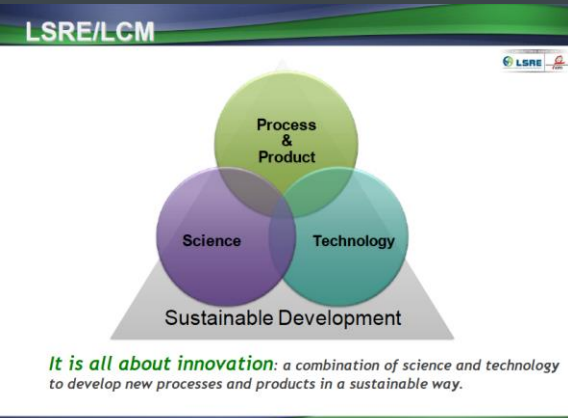 LSRE/LCM
LSRE
Process
&
Product
Science
Technology
Sustainable Development
It is all about innovation: a combination of science and technology
to develop new processes and products in a sustainable way.